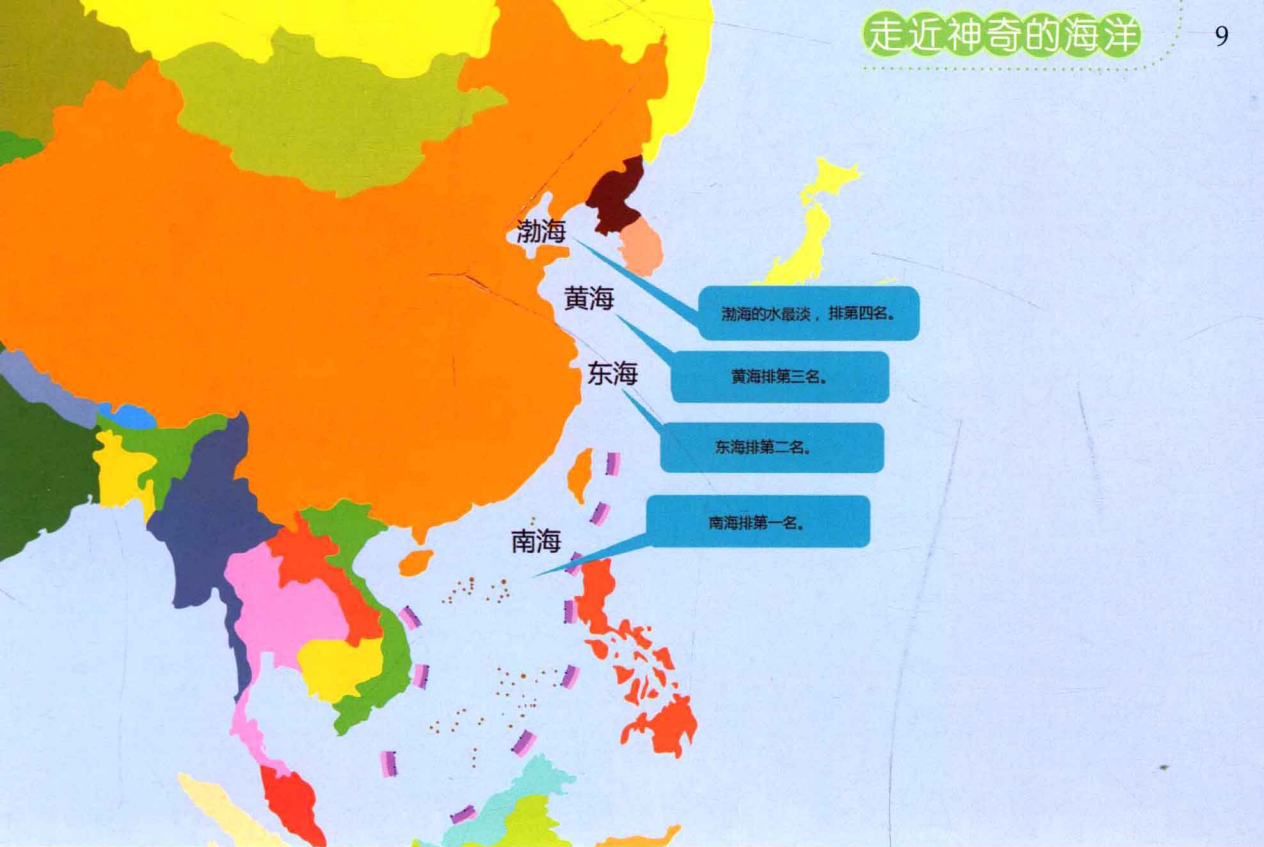 走近神奇的海洋
9
渤海
渤海的水最淡，排第四名。
黄海
黄海排第三名。
东海
东海排第二名。
南海
南海排第一名。